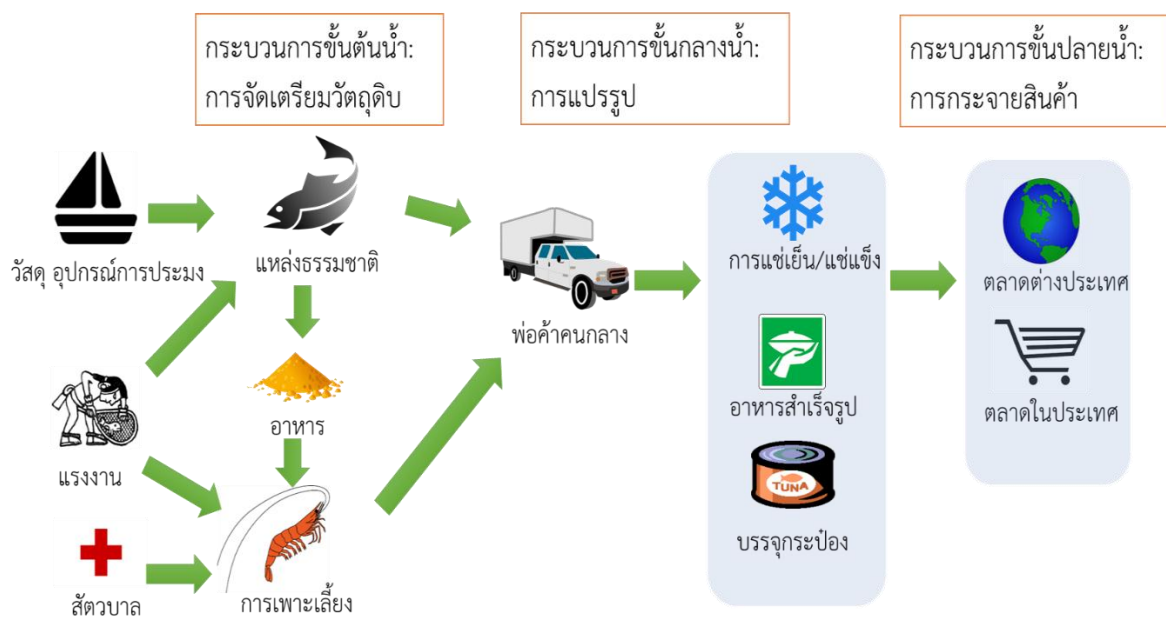 กระบวนการขั้นต้นน้ำ:
การจัดเตรียมวัตถุดิบ
กระบวนการขั้นกลางน้ำ:
การแปรรูป
กระบวนการขั้นปลายน้ำ:
การกระจายสินค้า
วัสดุ อุปกรณ์การประมง
แหล่งธรรมชาติ
พ่อค้าคนกลาง
การแช่เย็น/แช่แข็ง
ตลาดต่างประเทศ
แรงงาน
อาหาร
อาหารสำเร็จรูป
ตลาดในประเทศ
สัตวบาล
การเพาะเลี้ยง
TUNA
บรรจุกระป๋อง